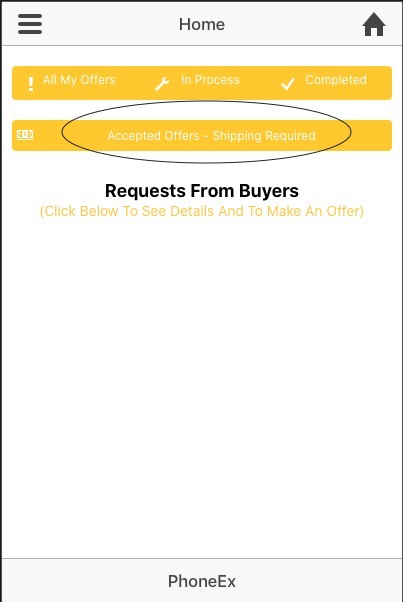 Home
All My Offers In Process Completed
Accepted Offers - Shipping Required
Requests From Buyers
(Click Below To See Details And To Make An Offer)
PhoneEx